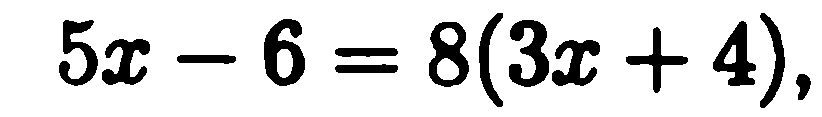 5x − 6 = 8(3x + 4),